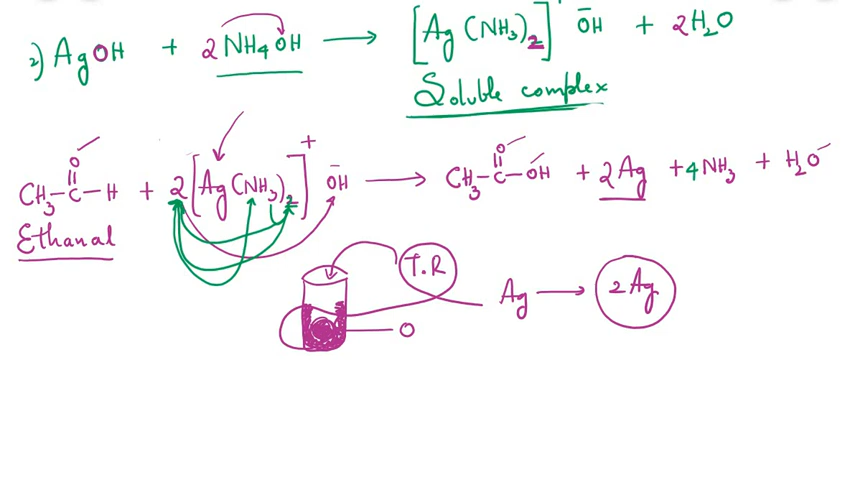 2) AgOH + 2NH₄OH ⟶ [Ag(NH₃)₂]⁺ OH⁻ + 2H₂O
Soluble complex
CH₃-C(=O)-H + 2[Ag(NH₃)₂]⁺ OH⁻ ⟶ CH₃-C(=O)-OH + 2Ag + 4NH₃ + H₂O
Ethanal
T.R
Ag ⟶ 2Ag
O